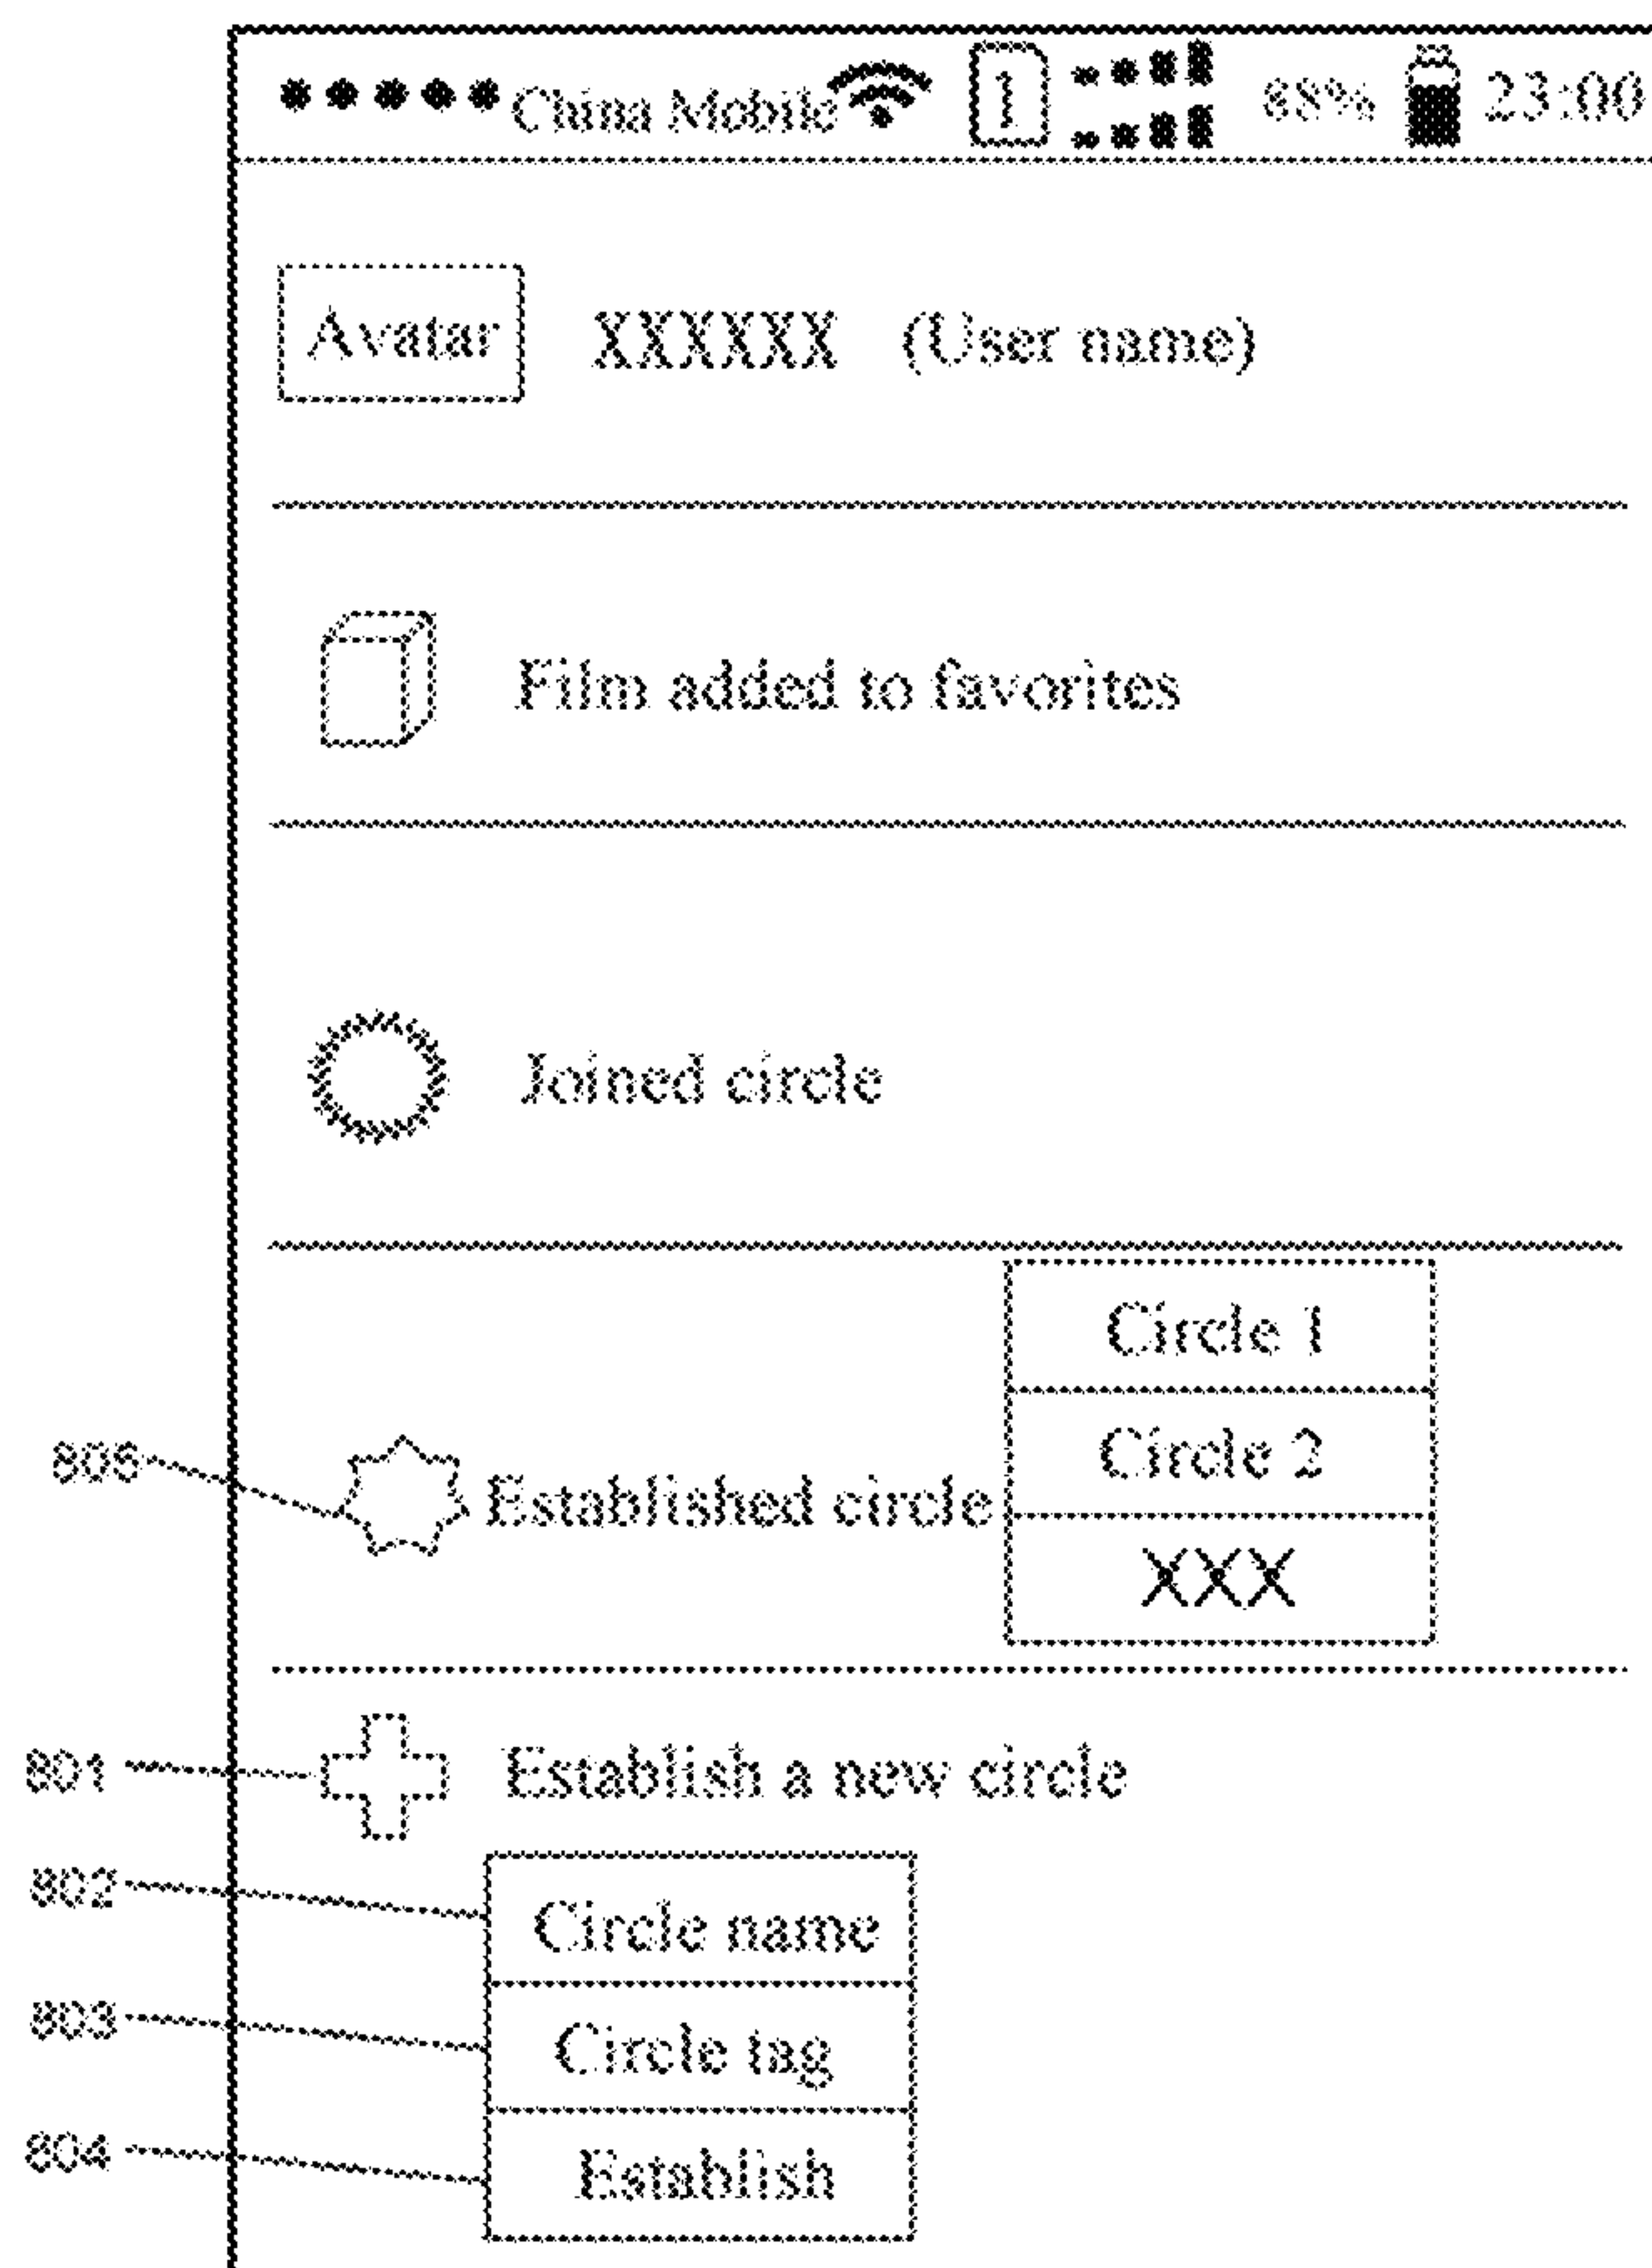 China Mobile 1 68% 23:00
Avatar XXXXXX (User name)
Film added to favorites
Joined circle
Circle 1
Circle 2
805 Established circle
XXX
801 Establish a new circle
802 Circle name
803 Circle tag
804 Establish